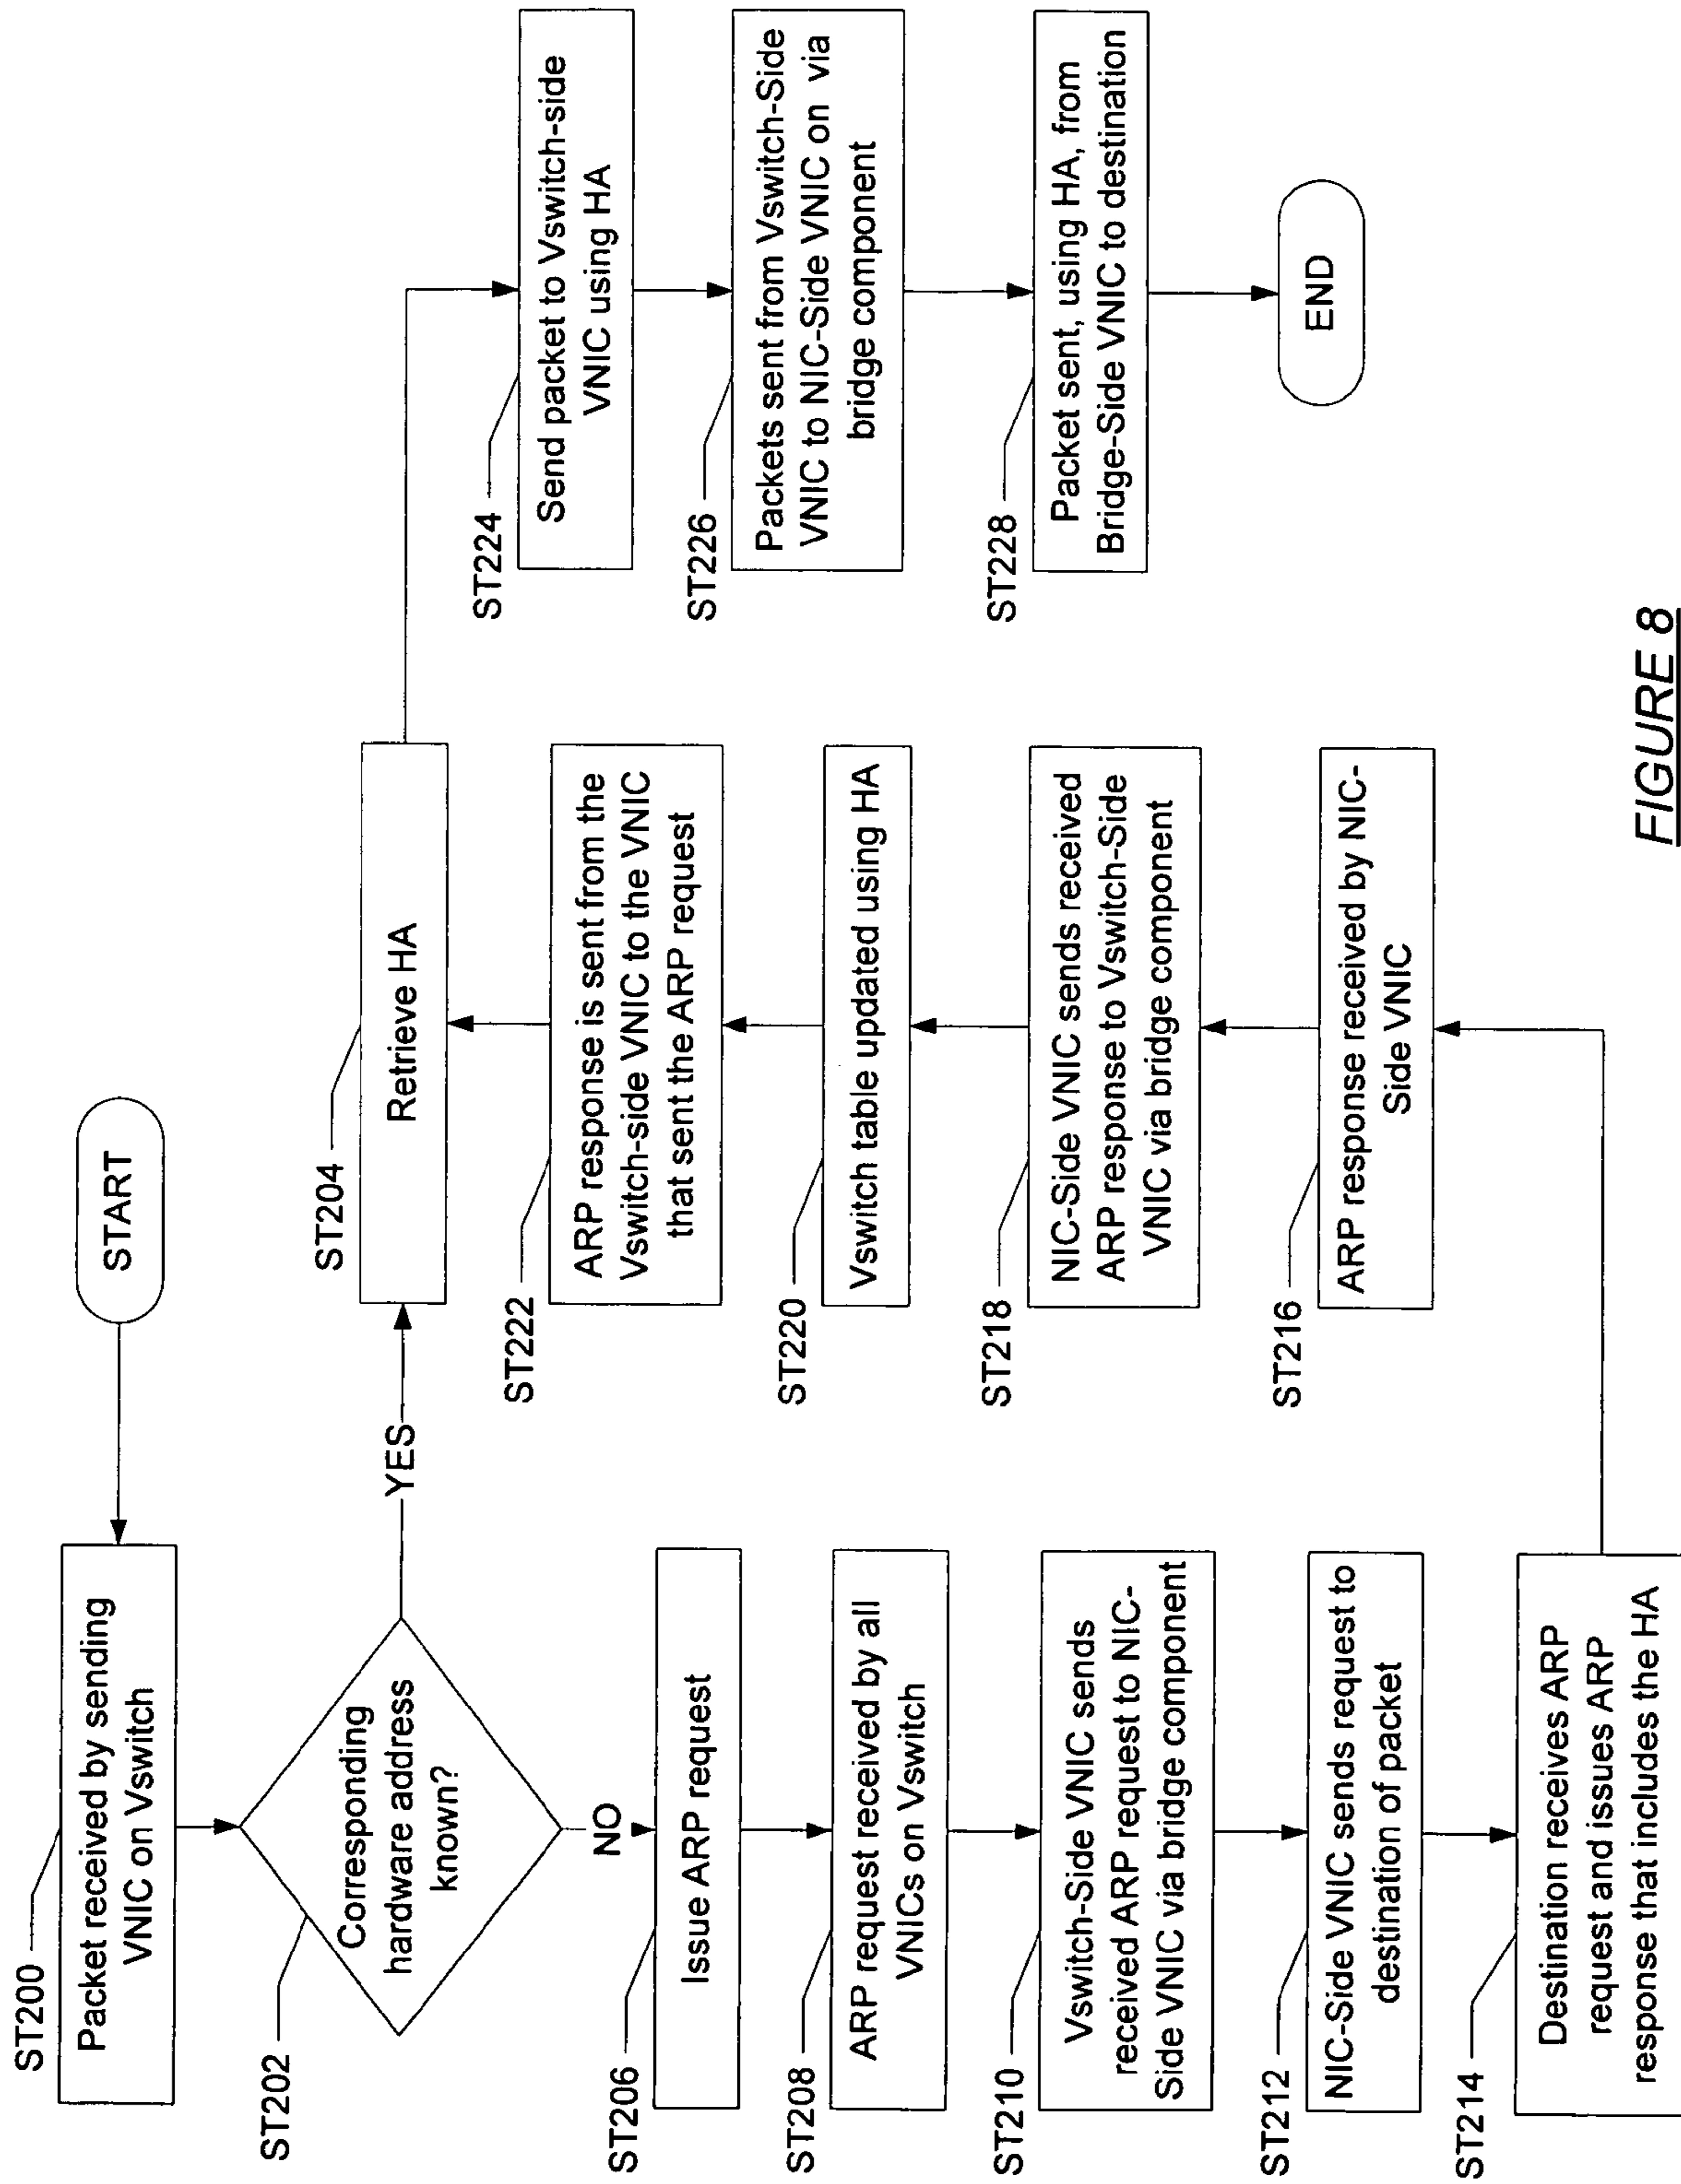 START
ST200
Packet received by sending
VNIC on Vswitch
ST202
Corresponding
hardware address
known?
YES
NO
ST206
Issue ARP request
ST208
ARP request received by all
VNICs on Vswitch
ST210
Vswitch-Side VNIC sends
received ARP request to NIC-
Side VNIC via bridge component
ST212
NIC-Side VNIC sends request to
destination of packet
ST214
Destination receives ARP
request and issues ARP
response that includes the HA
ST204
Retrieve HA
ST222
ARP response is sent from the
Vswitch-side VNIC to the VNIC
that sent the ARP request
ST220
Vswitch table updated using HA
ST218
NIC-Side VNIC sends received
ARP response to Vswitch-Side
VNIC via bridge component
ST216
ARP response received by NIC-
Side VNIC
ST224
Send packet to Vswitch-side
VNIC using HA
ST226
Packets sent from Vswitch-Side
VNIC to NIC-Side VNIC on via
bridge component
ST228
Packet sent, using HA, from
Bridge-Side VNIC to destination
END
FIGURE 8